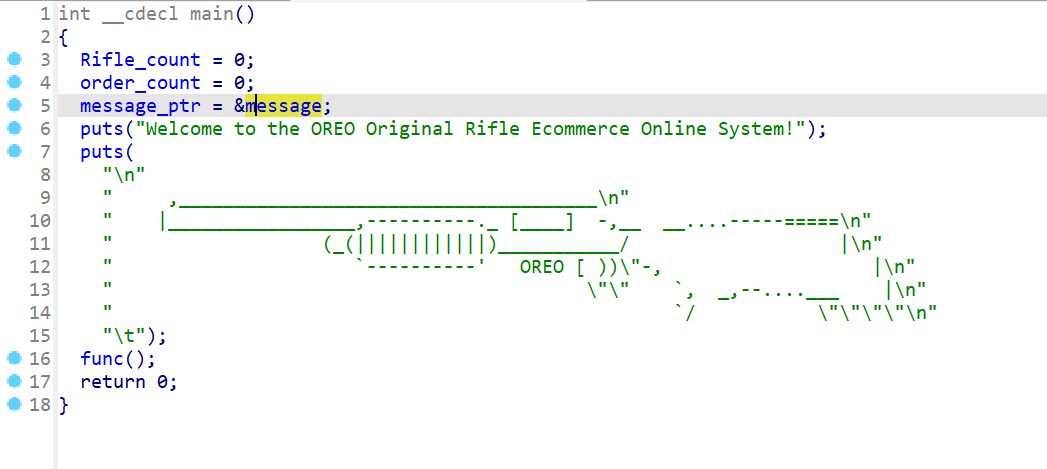 1 int __cdecl main()
2 {
3   Rifle_count = 0;
4   order_count = 0;
5   message_ptr = &message;
6   puts("Welcome to the OREO Original Rifle Ecommerce Online System!");
7   puts(
8     "\n"
9     "     ,______________________________________\n"
10     "    |_________________,----------._ [____]  -,__  __....-----=====\n"
11     "                   (_(||||||||||||)___________/                   |\n"
12     "                      `----------'   OREO [ ))\"-,                   |\n"
13     "                                           \"\"    `,  _,--....___    |\n"
14     "                                                   `/           \"\"\"\"\n"
15     "\t");
16   func();
17   return 0;
18 }